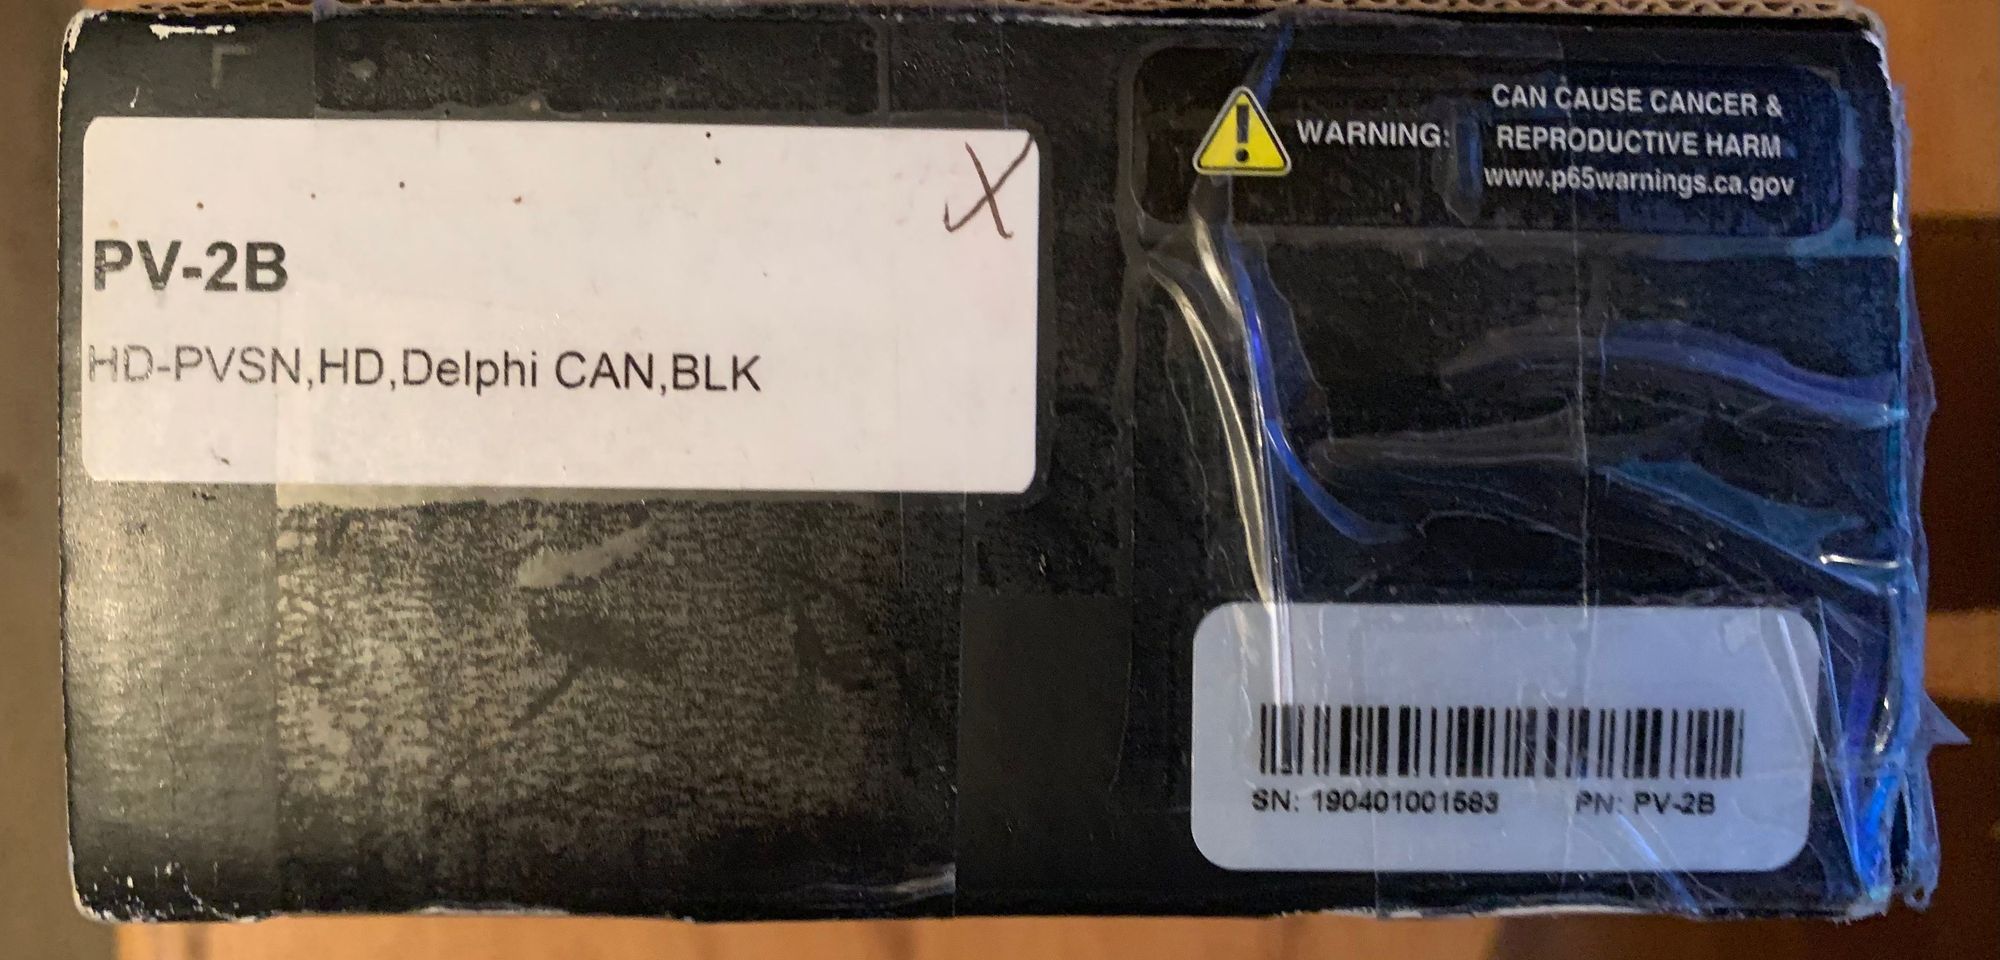 PV-2B
HD-PVSN,HD,Delphi CAN,BLK
X
WARNING:
CAN CAUSE CANCER &
REPRODUCTIVE HARM
www.p65warnings.ca.gov
SN: 190401001583 PN: PV-2B